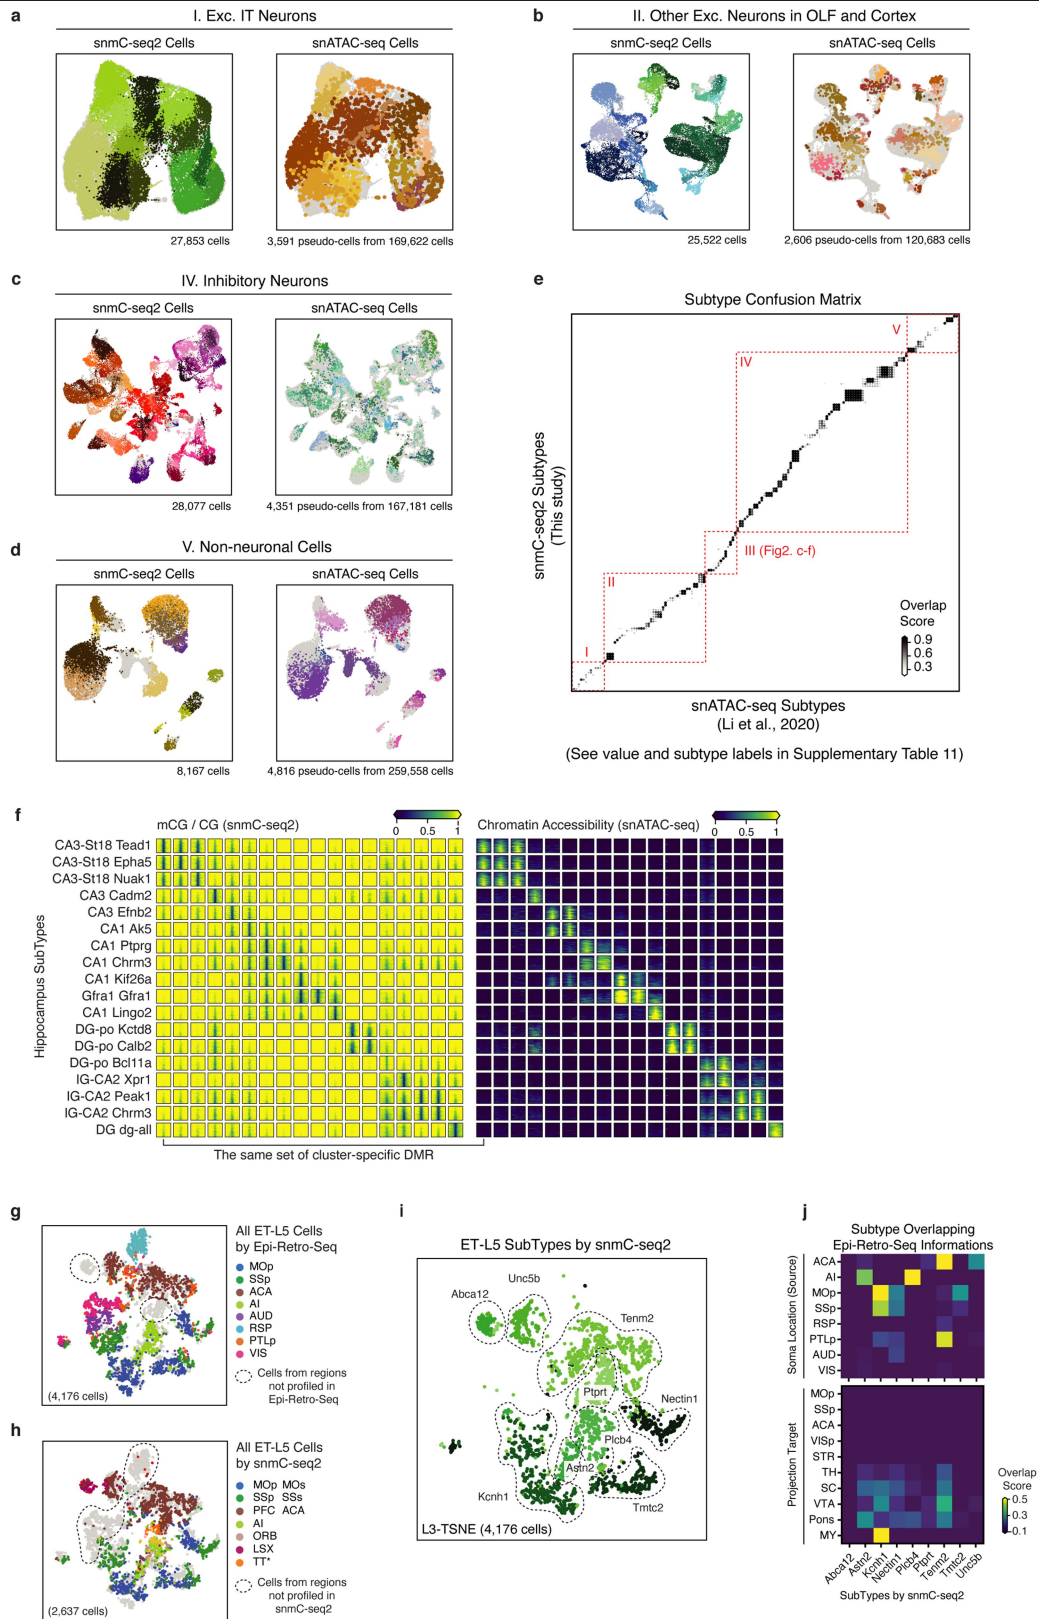 a
I. Exc. IT Neurons
snmC-seq2 Cells
snATAC-seq Cells
27,853 cells
3,591 pseudo-cells from 169,622 cells
b
II. Other Exc. Neurons in OLF and Cortex
snmC-seq2 Cells
snATAC-seq Cells
25,522 cells
2,606 pseudo-cells from 120,683 cells
c
IV. Inhibitory Neurons
snmC-seq2 Cells
snATAC-seq Cells
28,077 cells
4,351 pseudo-cells from 167,181 cells
d
V. Non-neuronal Cells
snmC-seq2 Cells
snATAC-seq Cells
8,167 cells
4,816 pseudo-cells from 259,558 cells
e
Subtype Confusion Matrix
V
IV
III (Fig2. c-f)
II
I
Overlap
Score
0.9
0.6
0.3
snmC-seq2 Subtypes
(This study)
snATAC-seq Subtypes
(Li et al., 2020)
(See value and subtype labels in Supplementary Table 11)
f
mCG / CG (snmC-seq2)
0 0.5 1
Chromatin Accessibility (snATAC-seq)
0 0.5 1
Hippocampus SubTypes
CA3-St18 Tead1
CA3-St18 Epha5
CA3-St18 Nuak1
CA3 Cadm2
CA3 Efnb2
CA1 Ak5
CA1 Ptprg
CA1 Chrm3
CA1 Kif26a
Gfra1 Gfra1
CA1 Lingo2
DG-po Kctd8
DG-po Calb2
DG-po Bcl11a
IG-CA2 Xpr1
IG-CA2 Peak1
IG-CA2 Chrm3
DG dg-all
The same set of cluster-specific DMR
g
All ET-L5 Cells
by Epi-Retro-Seq
MOp
SSp
ACA
AI
AUD
RSP
PTLp
VIS
Cells from regions
not profiled in
Epi-Retro-Seq
(4,176 cells)
h
All ET-L5 Cells
by snmC-seq2
MOp MOs
SSp SSs
PFC ACA
AI
ORB
LSX
TT*
Cells from regions
not profiled in
snmC-seq2
(2,637 cells)
i
ET-L5 SubTypes by snmC-seq2
Unc5b
Abca12
Tenm2
Ptprt
Nectin1
Plcb4
Astn2
Kcnh1
Tmtc2
L3-TSNE (4,176 cells)
j
Subtype Overlapping
Epi-Retro-Seq Informations
Soma Location (Source)
ACA
AI
MOp
SSp
RSP
PTLp
AUD
VIS
Projection Target
MOp
SSp
ACA
VISp
STR
TH
SC
VTA
Pons
MY
Overlap
Score
0.5
0.3
0.1
Abca12
Astn2
Kcnh1
Nectin1
Plcb4
Ptprt
Tenm2
Tmtc2
Unc5b
SubTypes by snmC-seq2